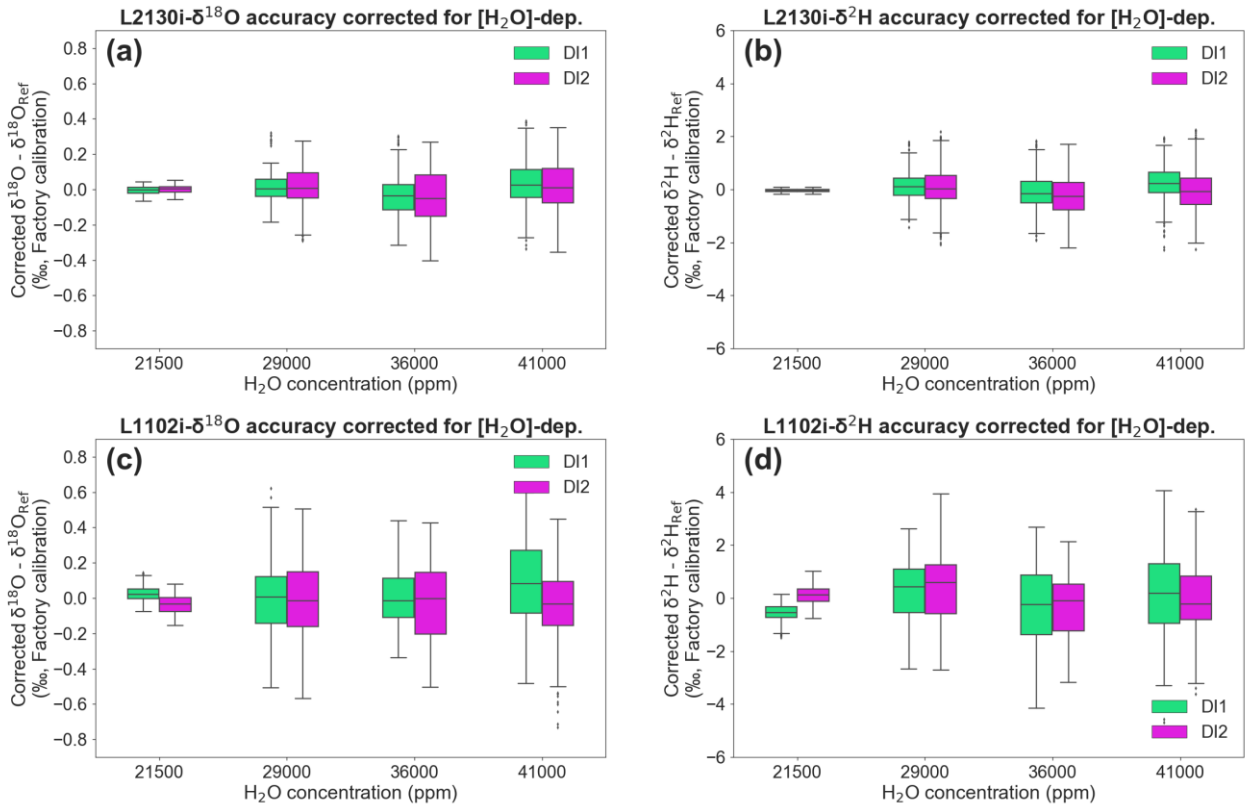 L2130i-δ¹⁸O accuracy corrected for [H₂O]-dep.
(a)
DI1
DI2
Corrected δ¹⁸O - δ¹⁸O_Ref
(‰, Factory calibration)
0.8
0.6
0.4
0.2
0.0
−0.2
−0.4
−0.6
−0.8
21500 29000 36000 41000
H₂O concentration (ppm)
L2130i-δ²H accuracy corrected for [H₂O]-dep.
(b)
DI1
DI2
Corrected δ²H - δ²H_Ref
(‰, Factory calibration)
6
4
2
0
−2
−4
−6
21500 29000 36000 41000
H₂O concentration (ppm)
L1102i-δ¹⁸O accuracy corrected for [H₂O]-dep.
(c)
DI1
DI2
Corrected δ¹⁸O - δ¹⁸O_Ref
(‰, Factory calibration)
0.8
0.6
0.4
0.2
0.0
−0.2
−0.4
−0.6
−0.8
21500 29000 36000 41000
H₂O concentration (ppm)
L1102i-δ²H accuracy corrected for [H₂O]-dep.
(d)
Corrected δ²H - δ²H_Ref
(‰, Factory calibration)
6
4
2
0
−2
−4
−6
DI1
DI2
21500 29000 36000 41000
H₂O concentration (ppm)